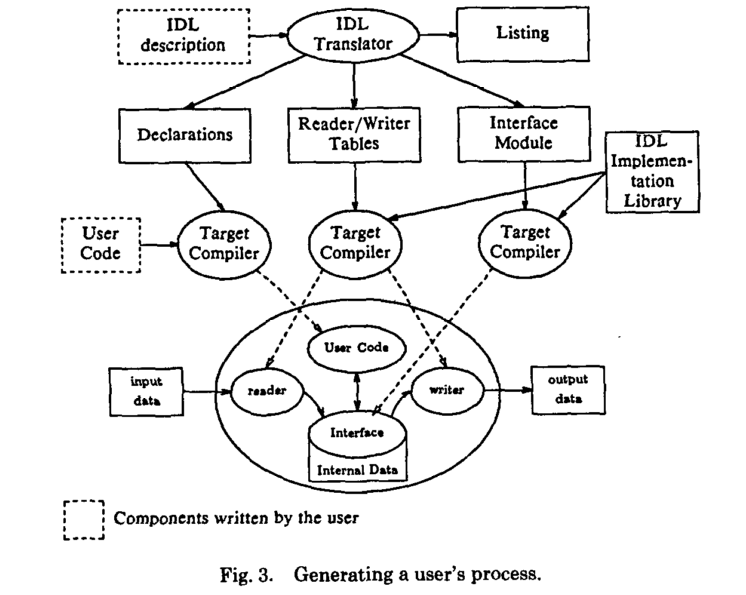 IDL
description
IDL
Translator
Listing
Declarations
Reader/Writer
Tables
Interface
Module
IDL
Implemen-
tation
Library
User
Code
Target
Compiler
Target
Compiler
Target
Compiler
User Code
input
data
reader
writer
output
data
Interface
Internal Data
Components written by the user
Fig. 3. Generating a user's process.